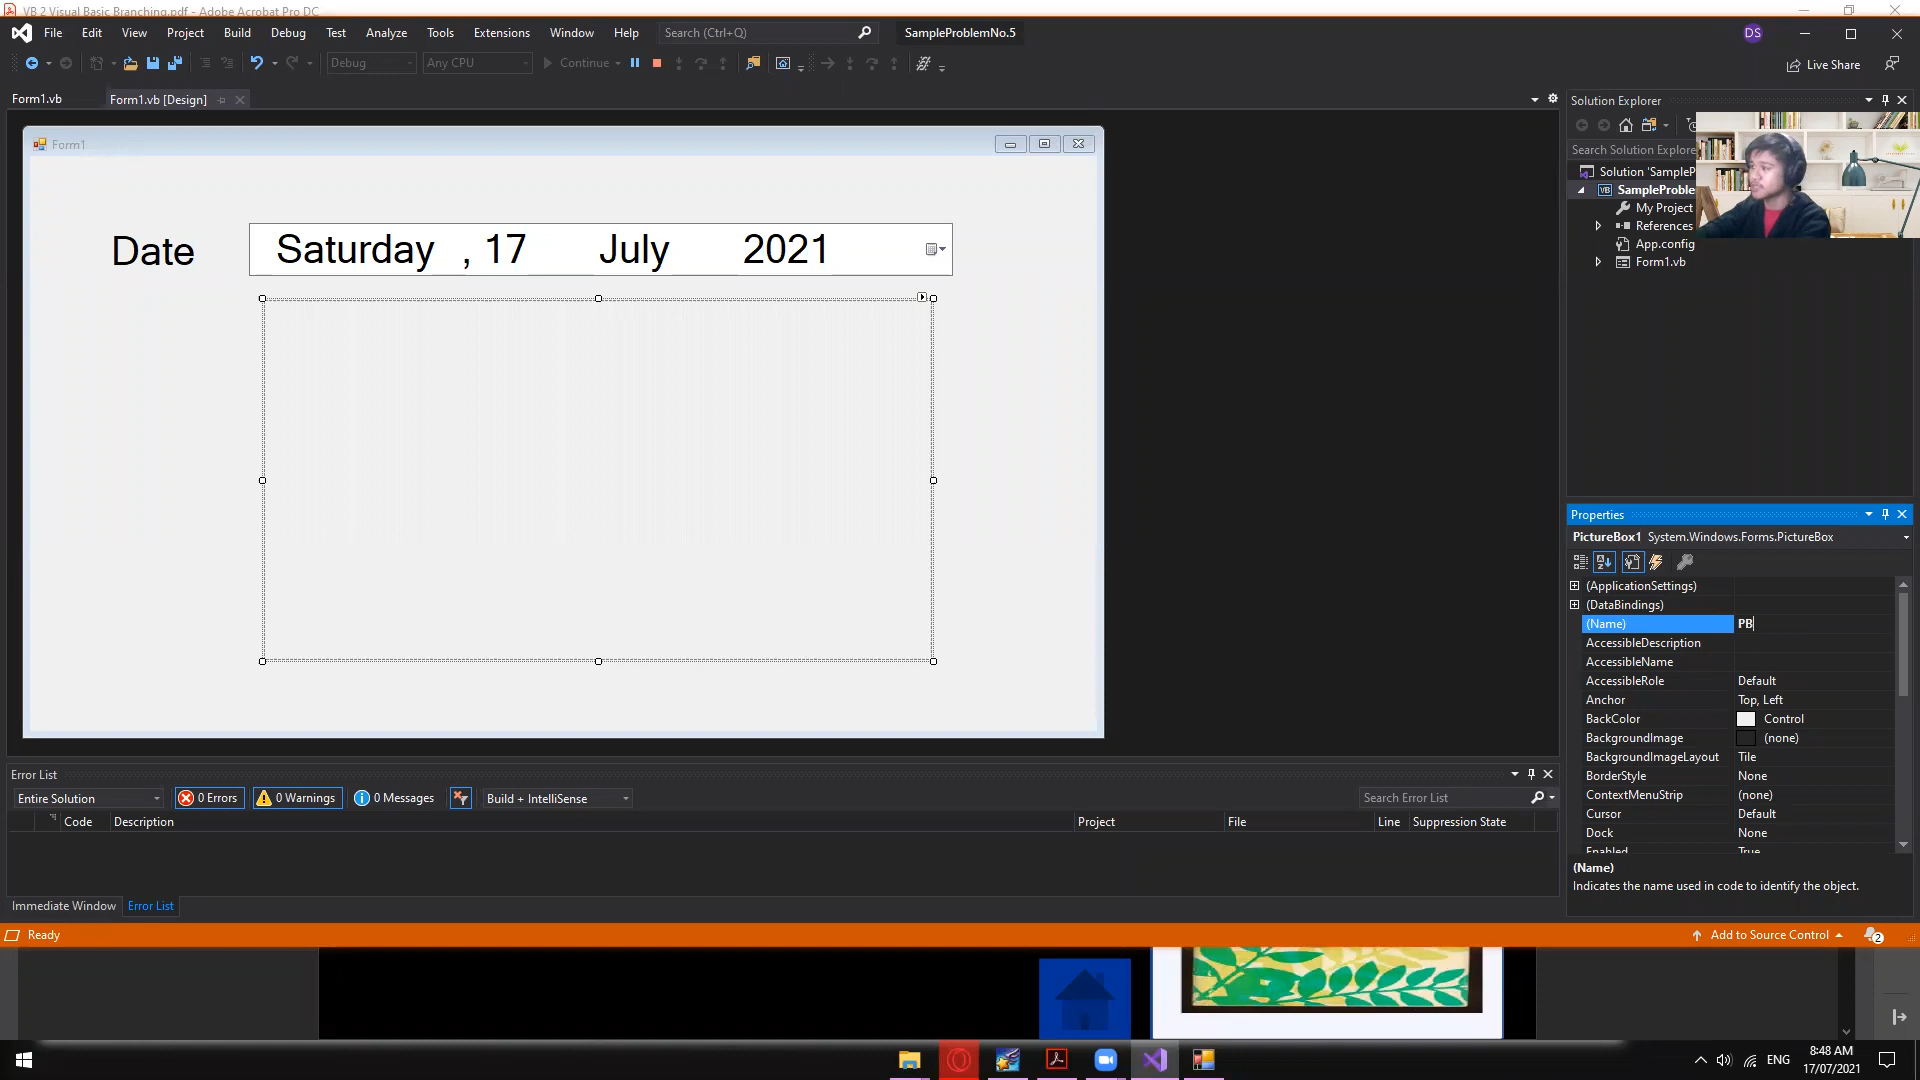 VB 2 Visual Basic Branching.pdf - Adobe Acrobat Pro DC
File Edit View Project Build Debug Test Analyze Tools Extensions Window Help Search (Ctrl+Q) SampleProblemNo.5 DS
Debug Any CPU Continue Live Share
Form1.vb Form1.vb [Design]
Form1
Date Saturday , 17 July 2021
Solution Explorer
Search Solution Explore
Solution 'SampleP
VB SampleProble
My Project
References
App.config
Form1.vb
Properties
PictureBox1 System.Windows.Forms.PictureBox
(ApplicationSettings)
(DataBindings)
(Name) PB
AccessibleDescription
AccessibleName
AccessibleRole Default
Anchor Top, Left
BackColor Control
BackgroundImage (none)
BackgroundImageLayout Tile
BorderStyle None
ContextMenuStrip (none)
Cursor Default
Dock None
Enabled True
(Name)
Indicates the name used in code to identify the object.
Error List
Entire Solution 0 Errors 0 Warnings 0 Messages Build + IntelliSense Search Error List
Code Description Project File Line Suppression State
Immediate Window Error List
Ready Add to Source Control 2
ENG 8:48 AM
17/07/2021